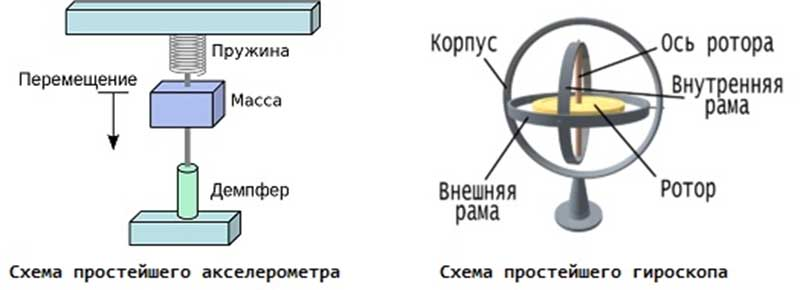 Пружина
Перемещение
Масса
Демпфер
Схема простейшего акселерометра
Корпус
Ось ротора
Внутренняя
рама
Внешняя
рама
Ротор
Схема простейшего гироскопа